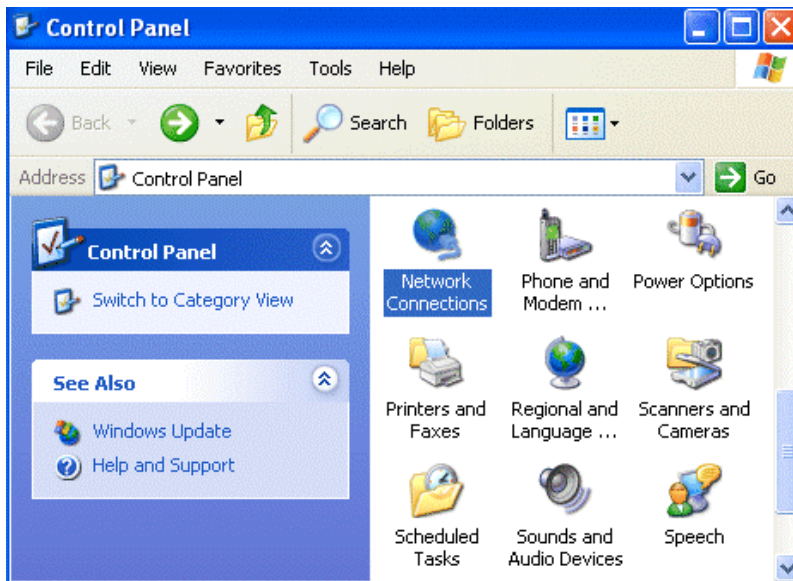 Control Panel
File Edit View Favorites Tools Help
Back Search Folders
Address Control Panel Go
Control Panel
Switch to Category View
See Also
Windows Update
Help and Support
Network
Connections
Phone and
Modem ...
Power Options
Printers and
Faxes
Regional and
Language ...
Scanners and
Cameras
Scheduled
Tasks
Sounds and
Audio Devices
Speech